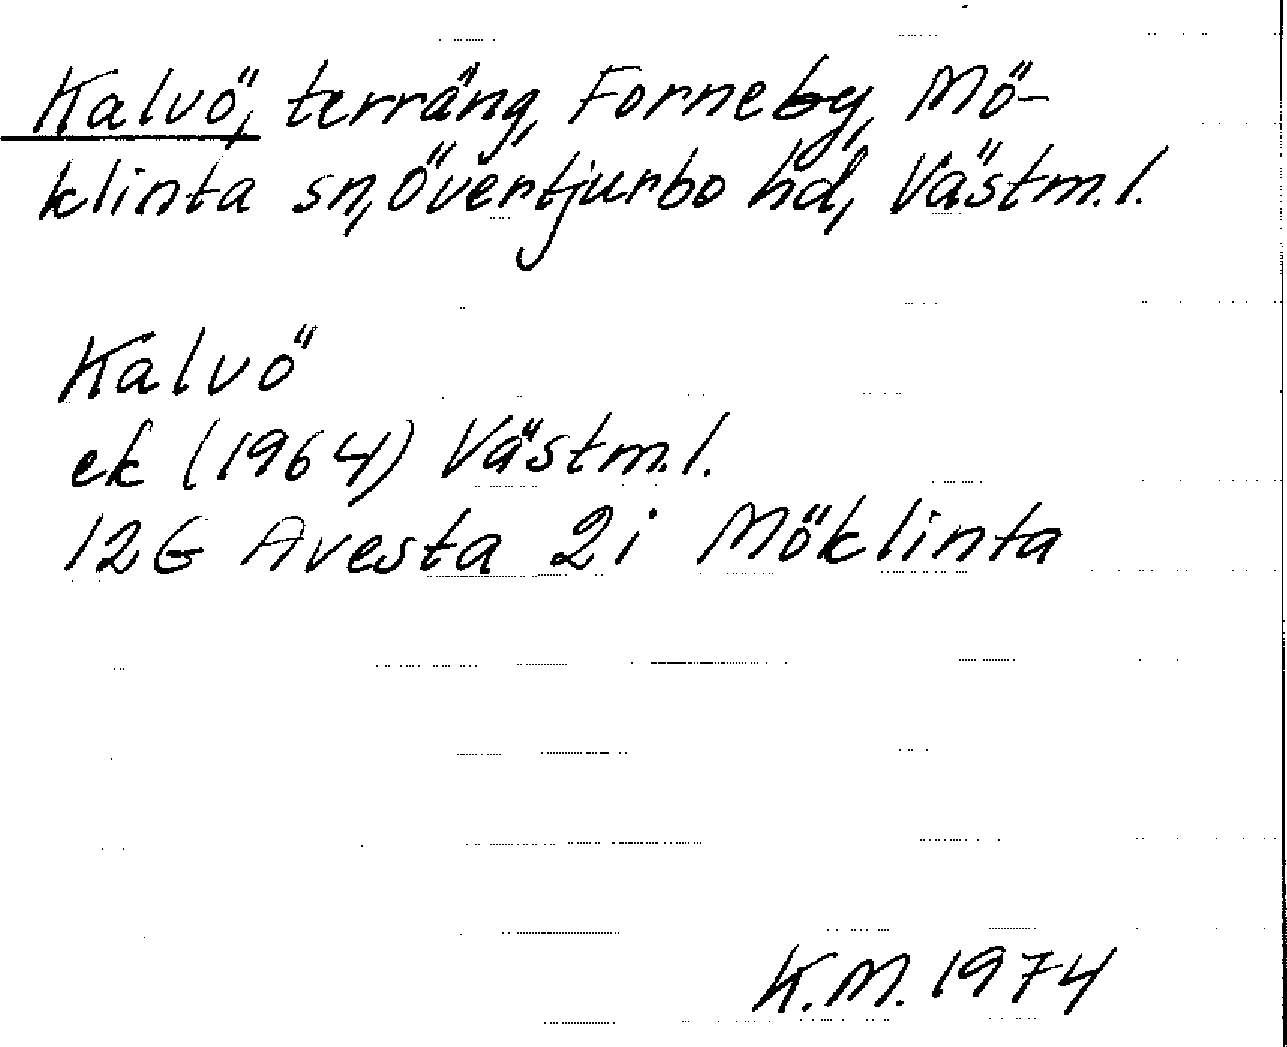 Kalvö, terräng, Forneby, Mö-
klinta sn, Övertjurbo hd, Västm.l.
Kalvö
ek (1964) Västm.l.
12G Avesta 2i Möklinta
K.M. 1974